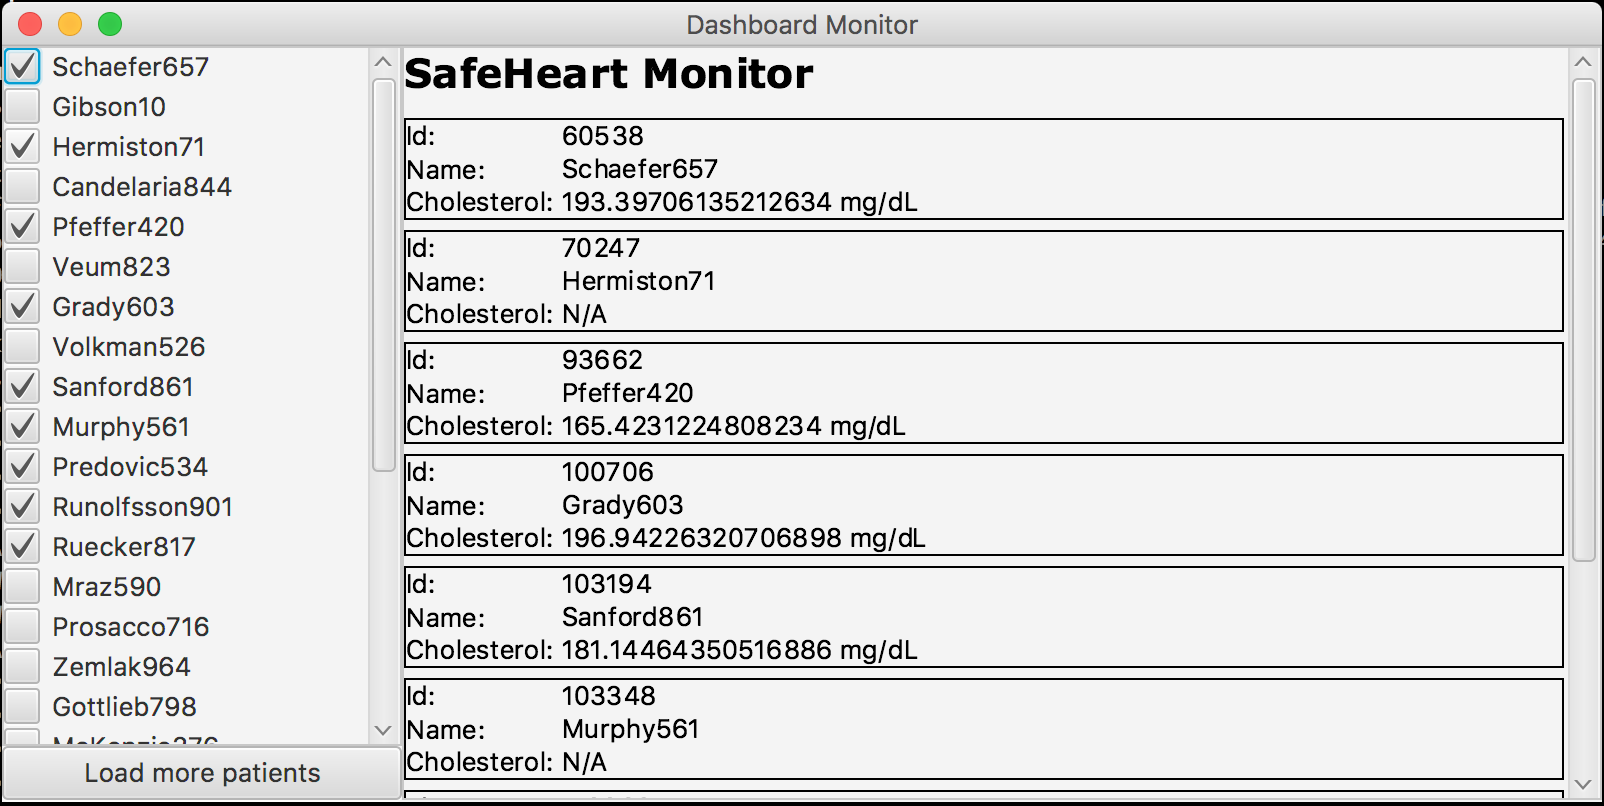 Dashboard Monitor
Schaefer657
Gibson10
Hermiston71
Candelaria844
Pfeffer420
Veum823
Grady603
Volkman526
Sanford861
Murphy561
Predovic534
Runolfsson901
Ruecker817
Mraz590
Prosacco716
Zemlak964
Gottlieb798
Load more patients
SafeHeart Monitor
Id: 60538
Name: Schaefer657
Cholesterol: 193.39706135212634 mg/dL
Id: 70247
Name: Hermiston71
Cholesterol: N/A
Id: 93662
Name: Pfeffer420
Cholesterol: 165.4231224808234 mg/dL
Id: 100706
Name: Grady603
Cholesterol: 196.94226320706898 mg/dL
Id: 103194
Name: Sanford861
Cholesterol: 181.14464350516886 mg/dL
Id: 103348
Name: Murphy561
Cholesterol: N/A